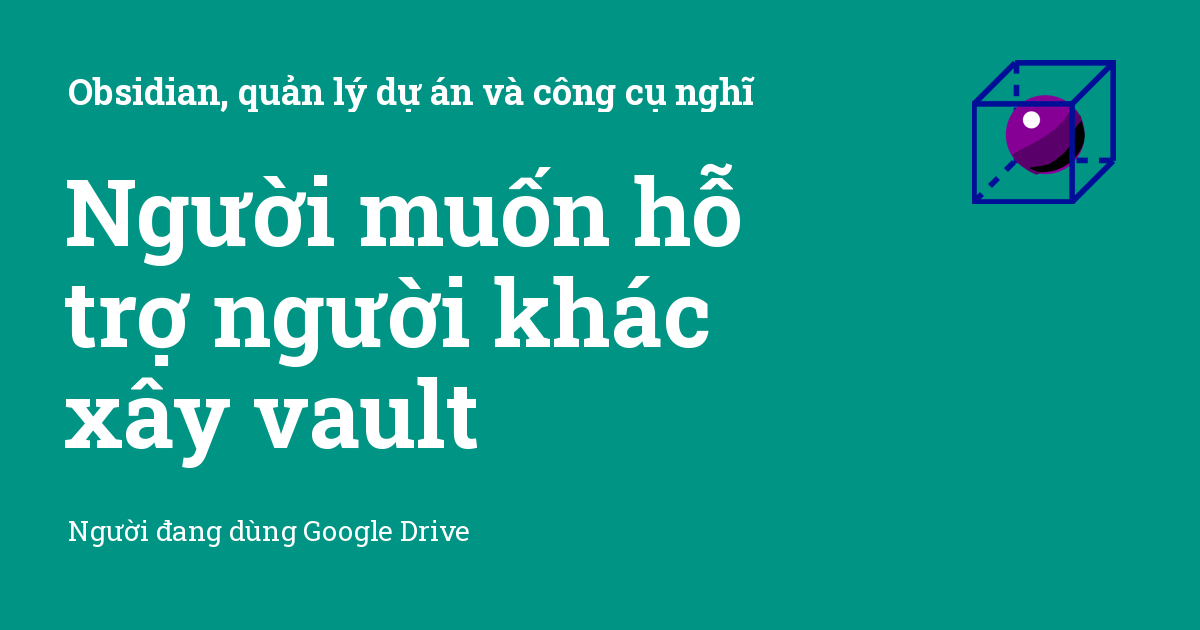 Obsidian, quản lý dự án và công cụ nghĩ
Người muốn hỗ
trợ người khác
xây vault
Người đang dùng Google Drive